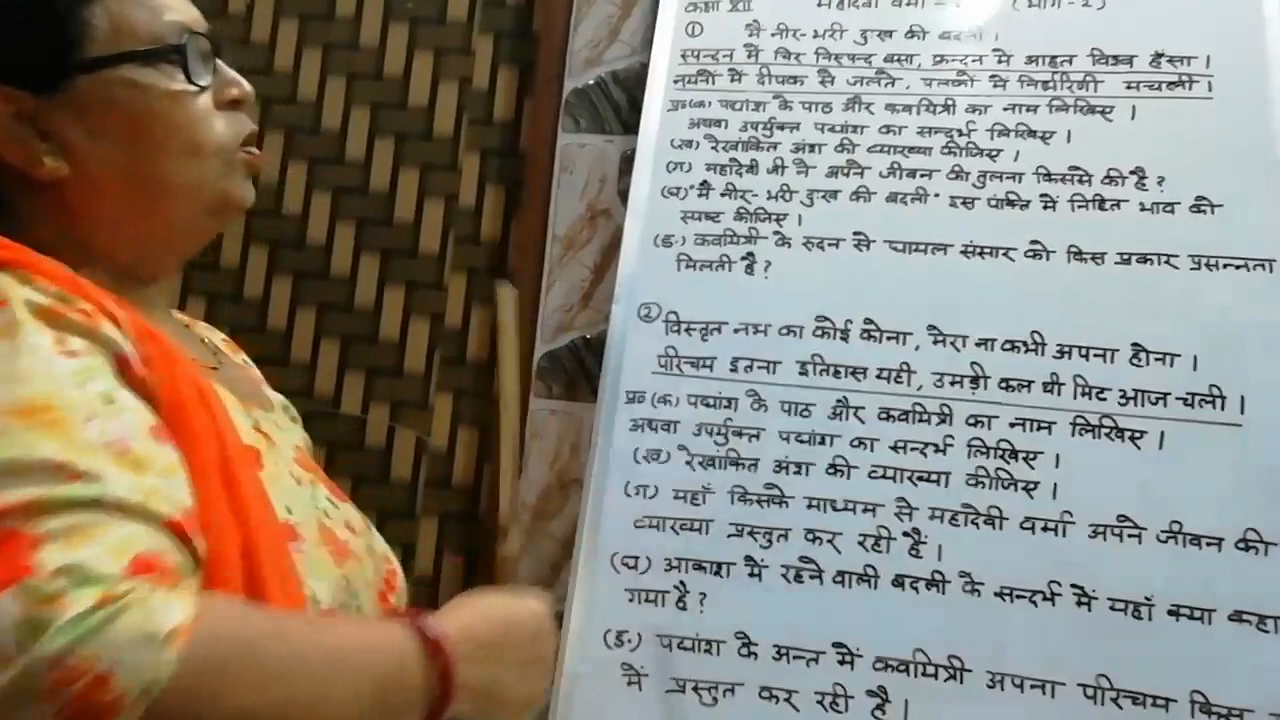 कक्षा XII महादेवी वर्मा - (भाग-2)
① मैं नीर-भरी दुःख की बदली।
स्पन्दन में चिर निस्पन्द बसा, क्रन्दन में आहत विश्व हँसा।
नयनों में दीपक से जलते, पलकों में निर्झरिणी मचली।
प्र० (क) पद्यांश के पाठ और कवयित्री का नाम लिखिए।
अथवा उपर्युक्त पद्यांश का सन्दर्भ लिखिए।
(ख) रेखांकित अंश की व्याख्या कीजिए।
(ग) महादेवी जी ने अपने जीवन की तुलना किससे की है?
(घ) "मैं नीर-भरी दुःख की बदली" इस पंक्ति में निहित भाव को
स्पष्ट कीजिए।
(ङ.) कवयित्री के रुदन से घायल संसार को किस प्रकार प्रसन्नता
मिलती है?
② विस्तृत नभ का कोई कोना, मेरा ना कभी अपना होना।
परिचय इतना इतिहास यही, उमड़ी कल थी मिट आज चली।
प्र० (क) पद्यांश के पाठ और कवयित्री का नाम लिखिए।
अथवा उपर्युक्त पद्यांश का सन्दर्भ लिखिए।
(ख) रेखांकित अंश की व्याख्या कीजिए।
(ग) यहाँ किसके माध्यम से महादेवी वर्मा अपने जीवन की
व्याख्या प्रस्तुत कर रही हैं।
(घ) आकाश में रहने वाली बदली के सन्दर्भ में यहाँ क्या कहा
गया है?
(ङ.) पद्यांश के अन्त में कवयित्री अपना परिचय किस
में प्रस्तुत कर रही है।